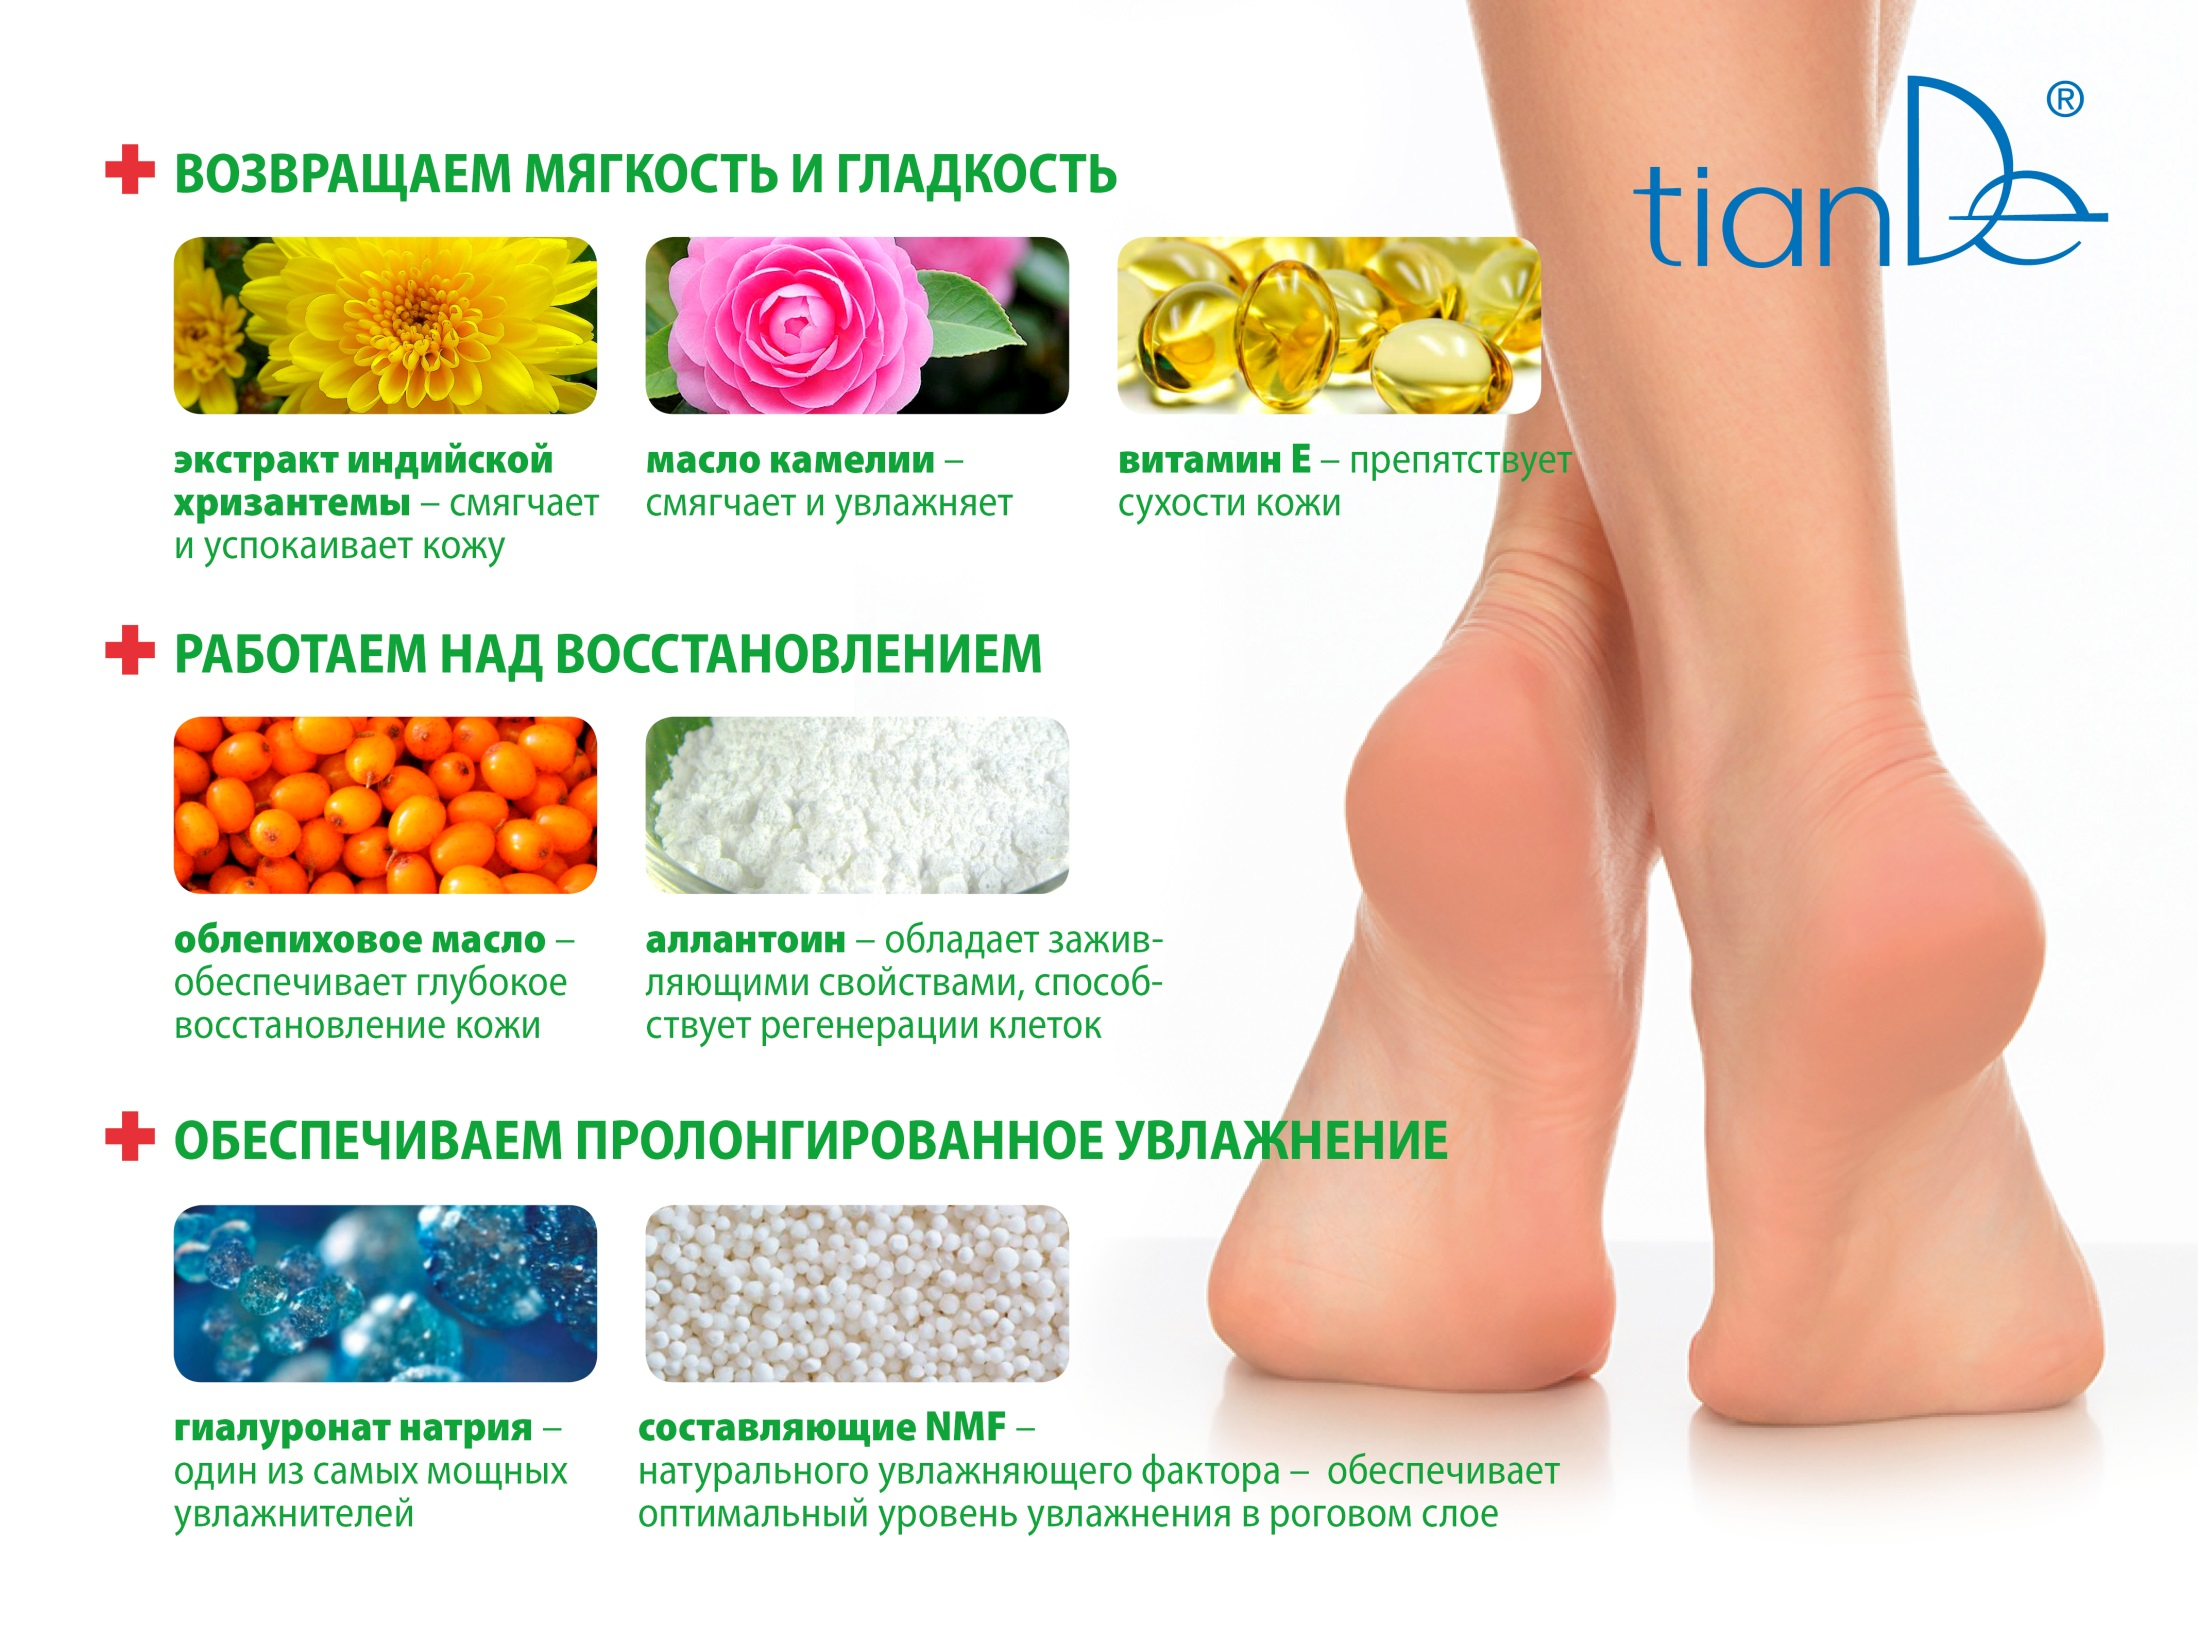 tianDe®
ВОЗВРАЩАЕМ МЯГКОСТЬ И ГЛАДКОСТЬ
экстракт индийской
хризантемы – смягчает
и успокаивает кожу
масло камелии –
смягчает и увлажняет
витамин Е – препятствует
сухости кожи
РАБОТАЕМ НАД ВОССТАНОВЛЕНИЕМ
облепиховое масло –
обеспечивает глубокое
восстановление кожи
аллантоин – обладает зажив-
ляющими свойствами, способ-
ствует регенерации клеток
ОБЕСПЕЧИВАЕМ ПРОЛОНГИРОВАННОЕ УВЛАЖНЕНИЕ
гиалуронат натрия –
один из самых мощных
увлажнителей
составляющие NMF –
натурального увлажняющего фактора – обеспечивает
оптимальный уровень увлажнения в роговом слое